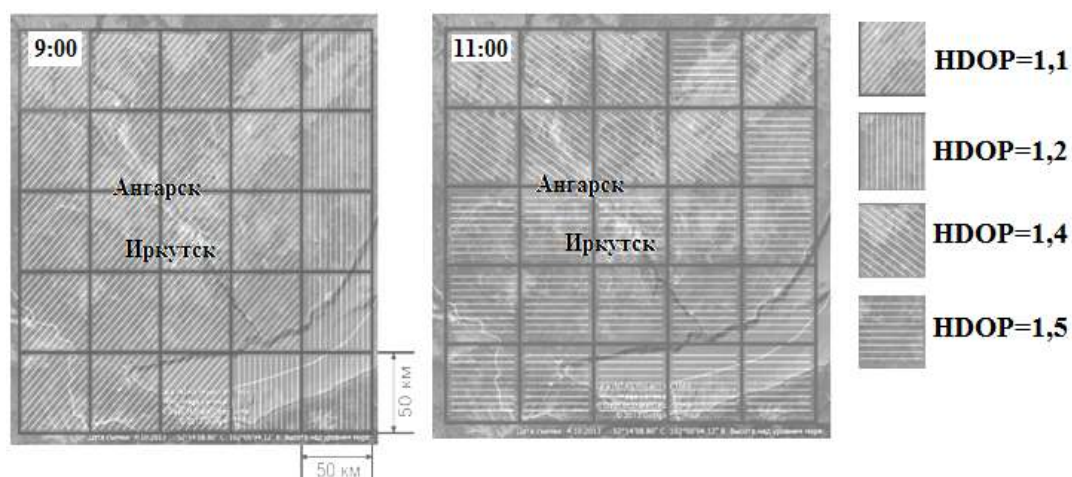 9:00
Ангарск
Иркутск
50 км
50 км
11:00
Ангарск
Иркутск
HDOP=1,1
HDOP=1,2
HDOP=1,4
HDOP=1,5